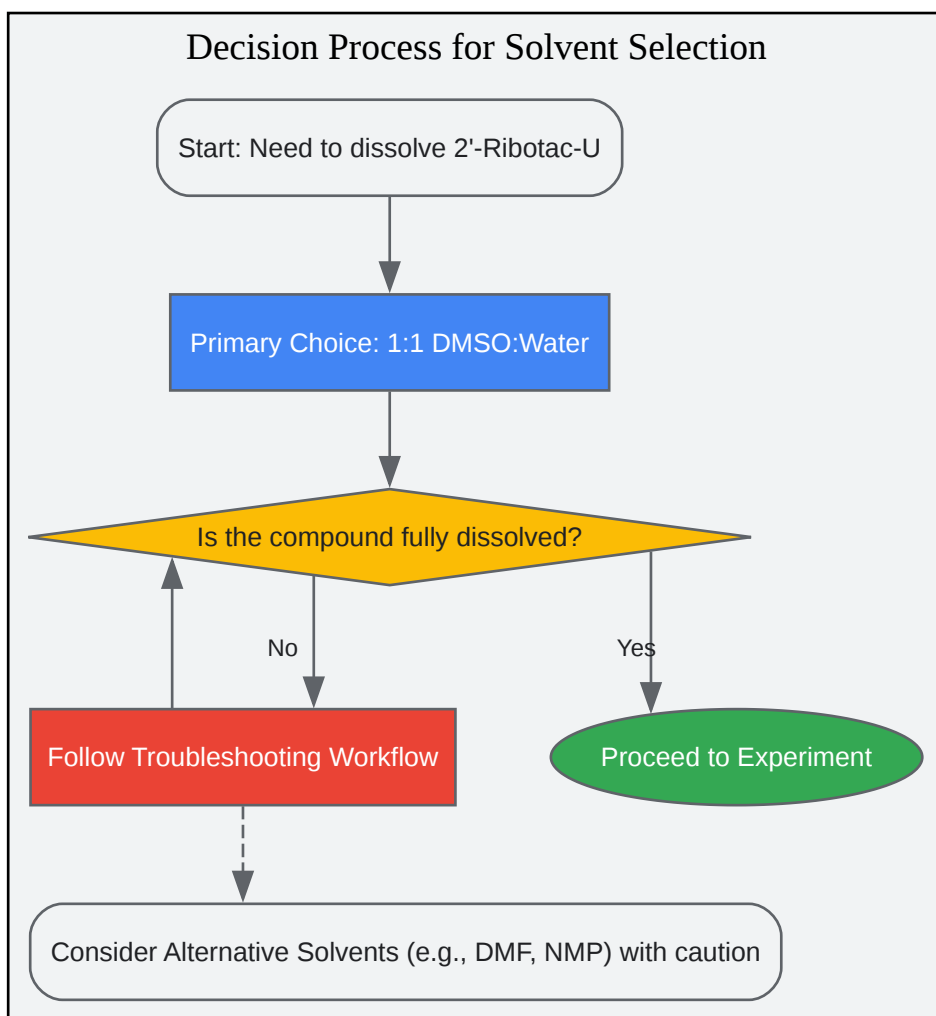 Decision Process for Solvent Selection
Start: Need to dissolve 2'-Ribotac-U
Primary Choice: 1:1 DMSO:Water
Is the compound fully dissolved?
No
Yes
Follow Troubleshooting Workflow
Proceed to Experiment
Consider Alternative Solvents (e.g., DMF, NMP) with caution